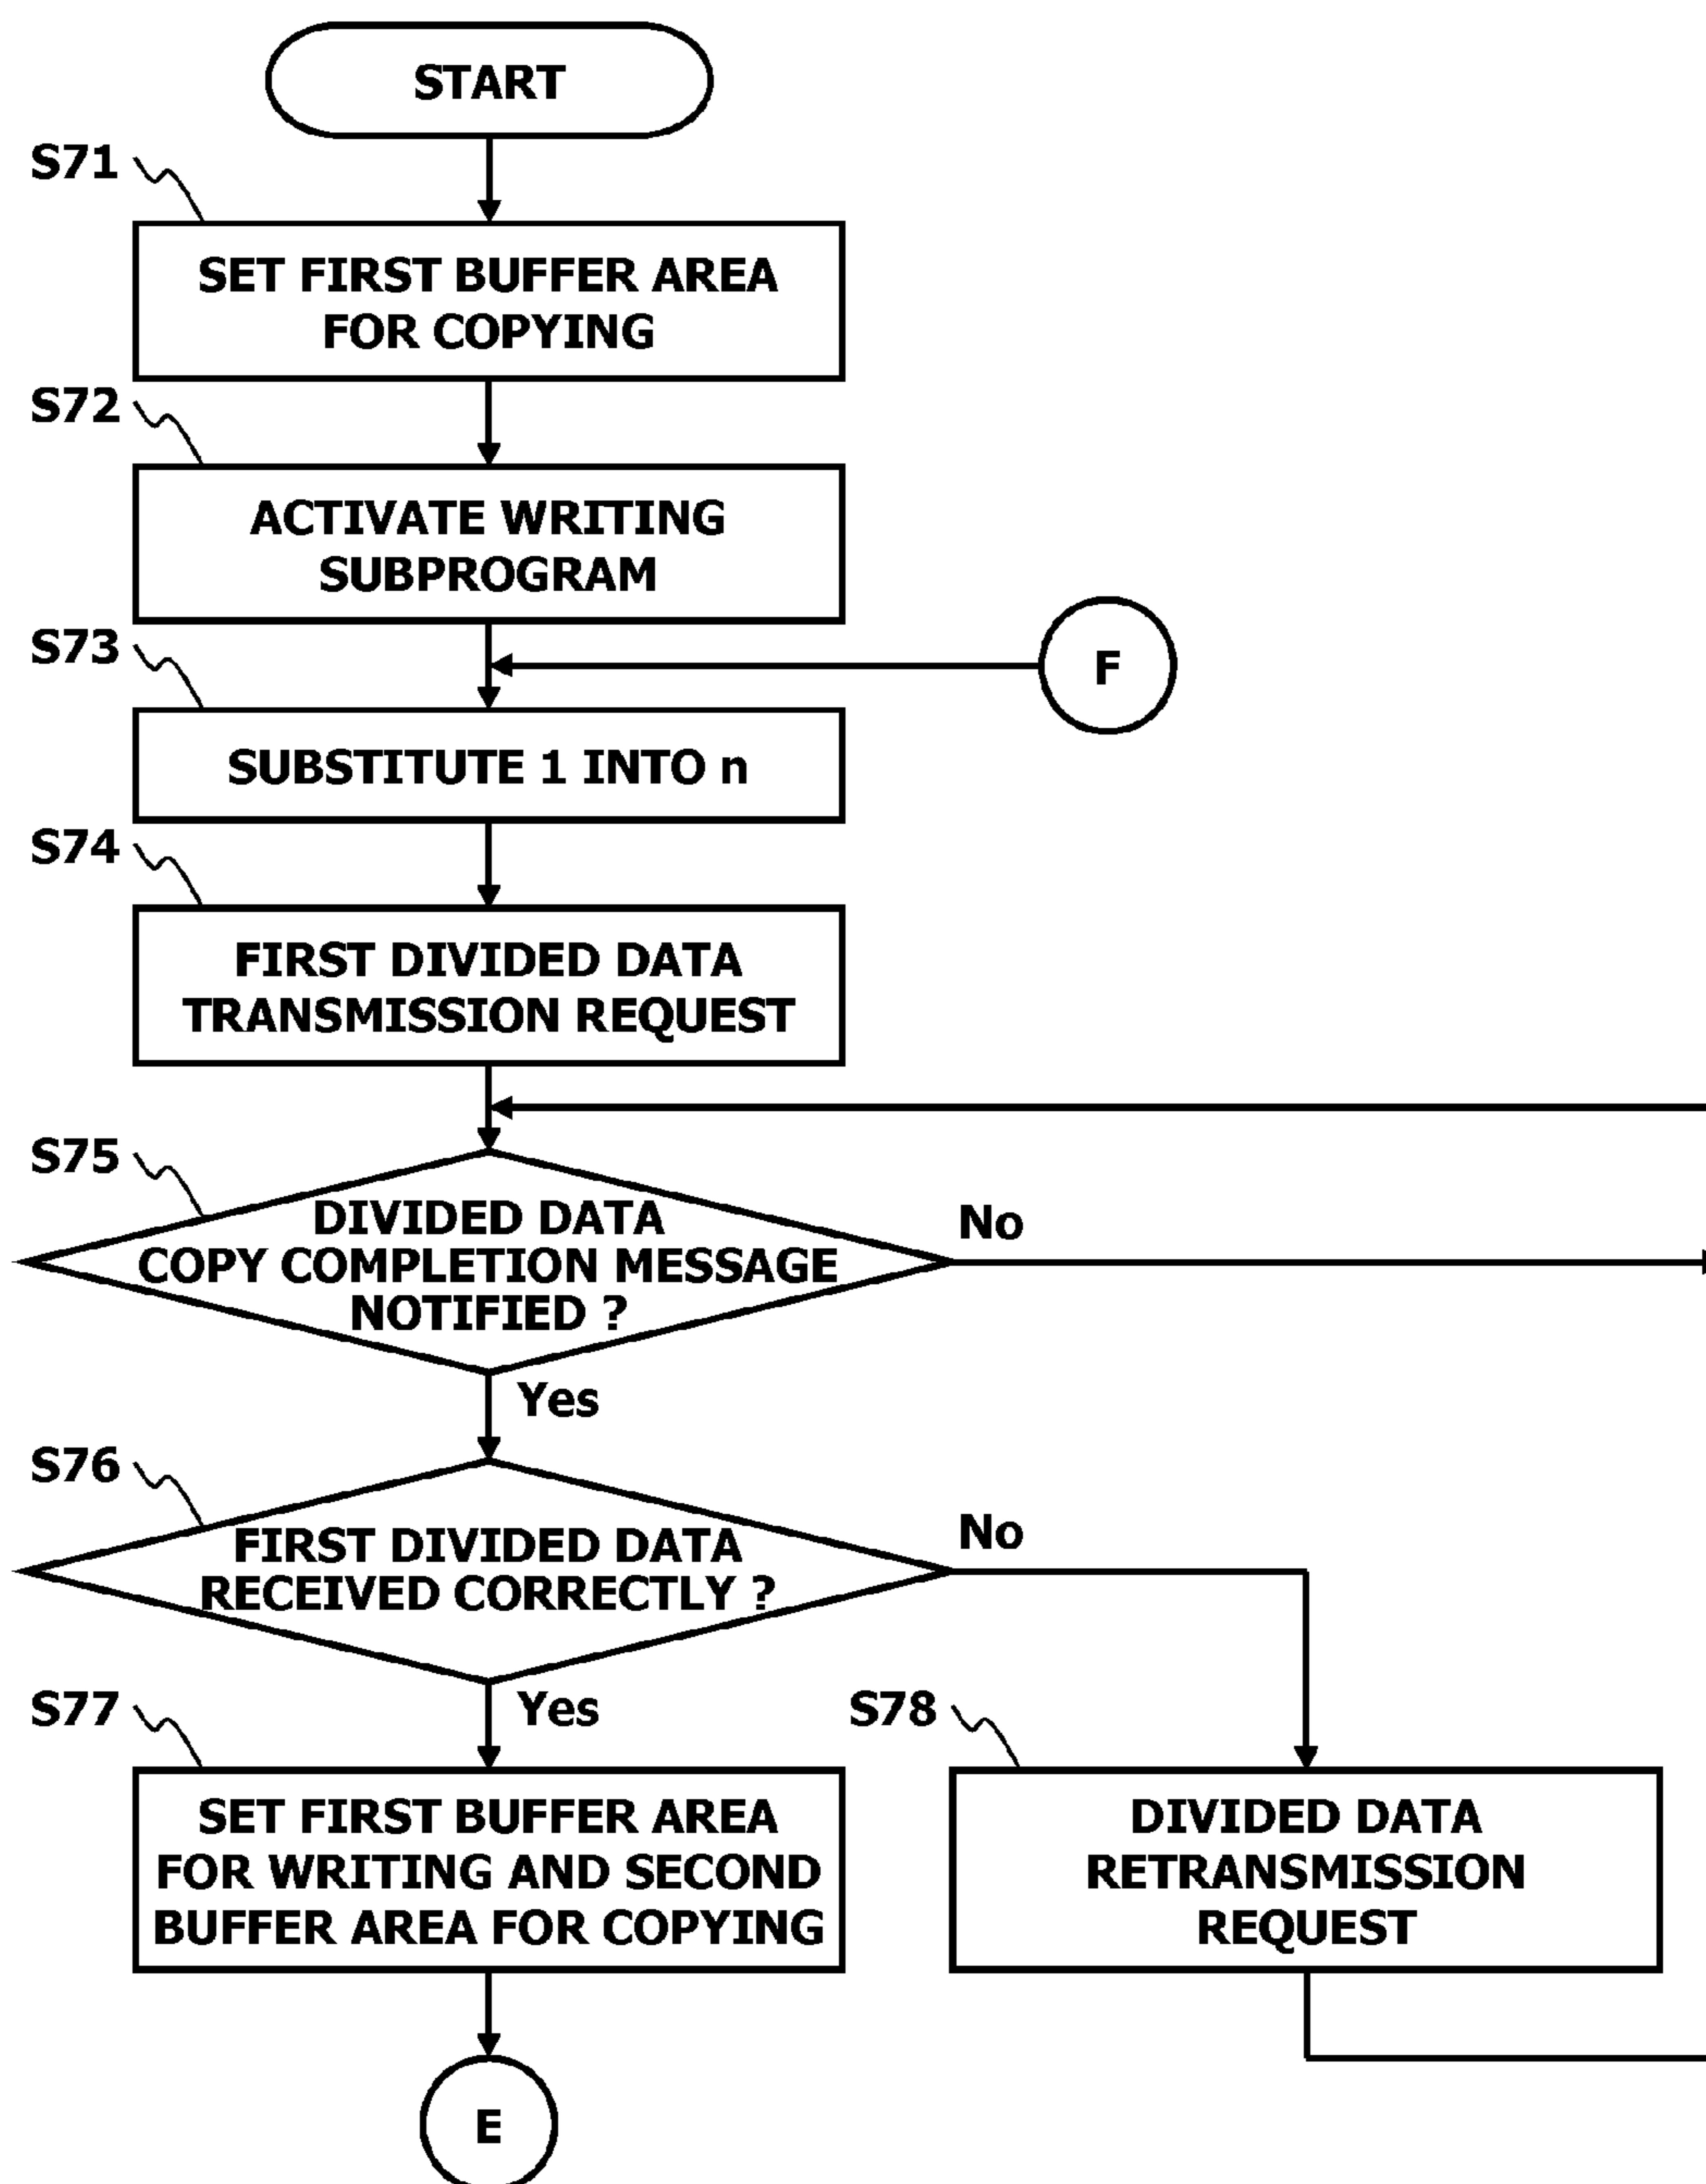 START
S71
SET FIRST BUFFER AREA
FOR COPYING
S72
ACTIVATE WRITING
SUBPROGRAM
S73
F
SUBSTITUTE 1 INTO n
S74
FIRST DIVIDED DATA
TRANSMISSION REQUEST
S75
DIVIDED DATA
COPY COMPLETION MESSAGE
NOTIFIED ?
No
Yes
S76
FIRST DIVIDED DATA
RECEIVED CORRECTLY ?
No
Yes
S77
SET FIRST BUFFER AREA
FOR WRITING AND SECOND
BUFFER AREA FOR COPYING
S78
DIVIDED DATA
RETRANSMISSION
REQUEST
E